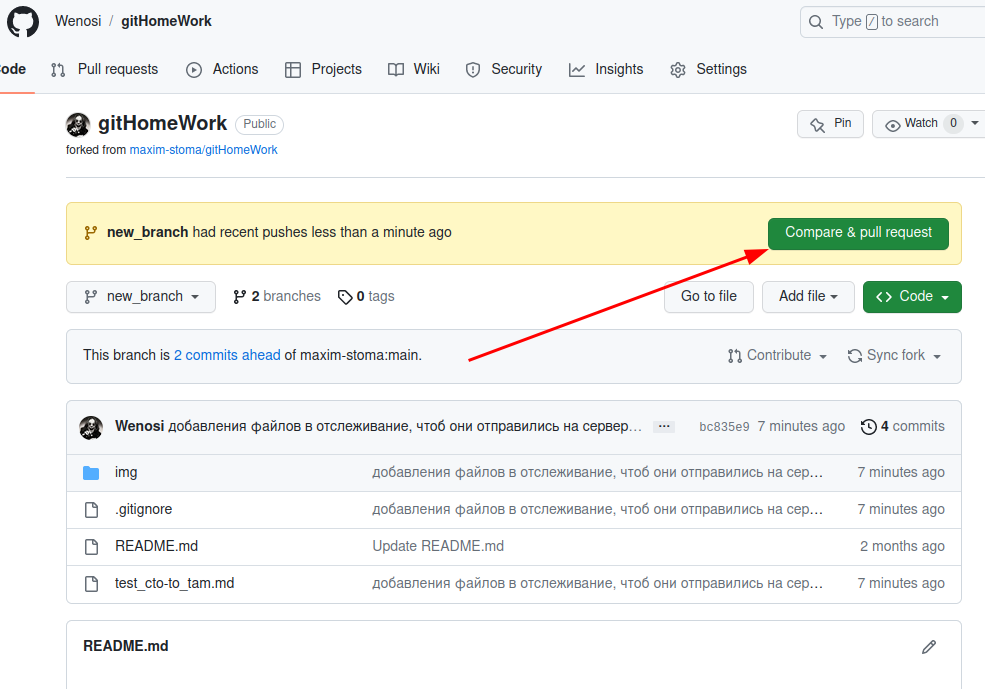 Wenosi / gitHomeWork
Type / to search
ode Pull requests Actions Projects Wiki Security Insights Settings
gitHomeWork Public
Pin Watch 0
forked from maxim-stoma/gitHomeWork
new_branch had recent pushes less than a minute ago
Compare & pull request
new_branch 2 branches 0 tags Go to file Add file <> Code
This branch is 2 commits ahead of maxim-stoma:main. Contribute Sync fork
Wenosi добавления файлов в отслеживание, чтоб они отправились на сервер… ... bc835e9 7 minutes ago 4 commits
img добавления файлов в отслеживание, чтоб они отправились на сер… 7 minutes ago
.gitignore добавления файлов в отслеживание, чтоб они отправились на сер… 7 minutes ago
README.md Update README.md 2 months ago
test_cto-to_tam.md добавления файлов в отслеживание, чтоб они отправились на сер… 7 minutes ago
README.md